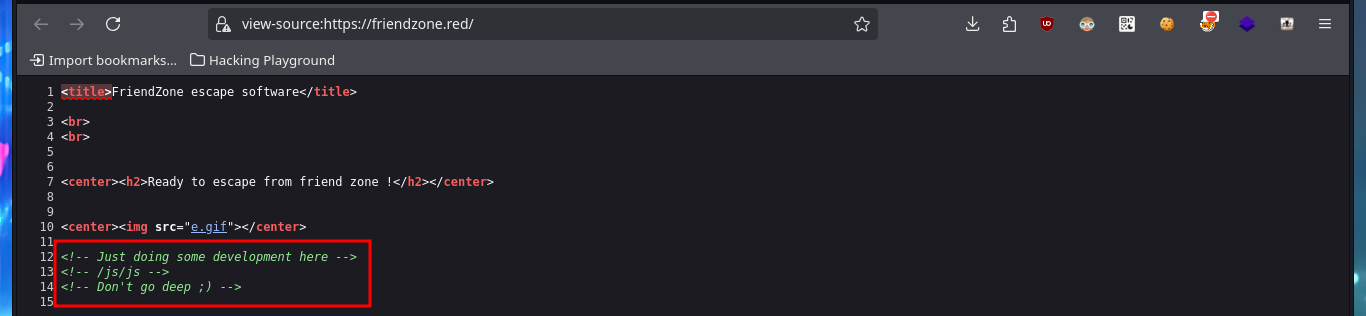 view-source:https://friendzone.red/
Import bookmarks... Hacking Playground
1 <title>FriendZone escape software</title>
2
3 <br>
4 <br>
5
6
7 <center><h2>Ready to escape from friend zone !</h2></center>
8
9
10 <center><img src="e.gif"></center>
11
12 <!-- Just doing some development here -->
13 <!-- /js/js -->
14 <!-- Don't go deep ;) -->
15